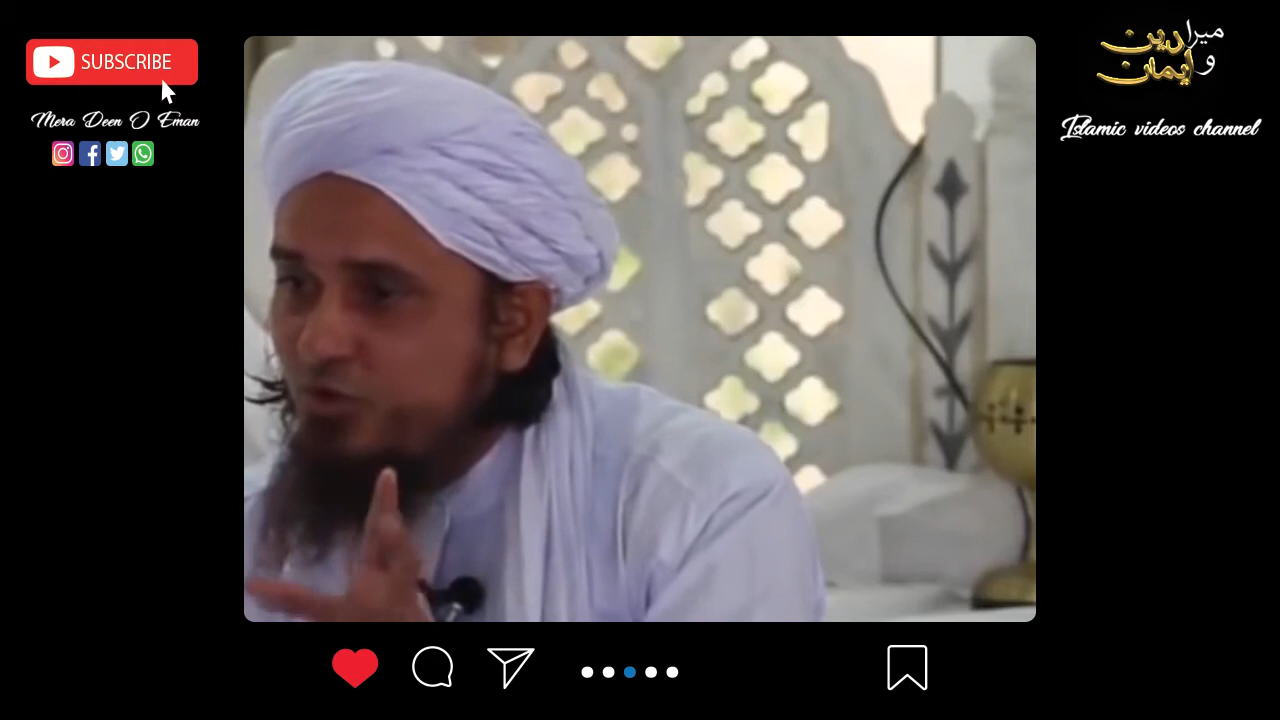 SUBSCRIBE
Mera Deen O Eman
میرا دین
و ایمان
Islamic videos channel